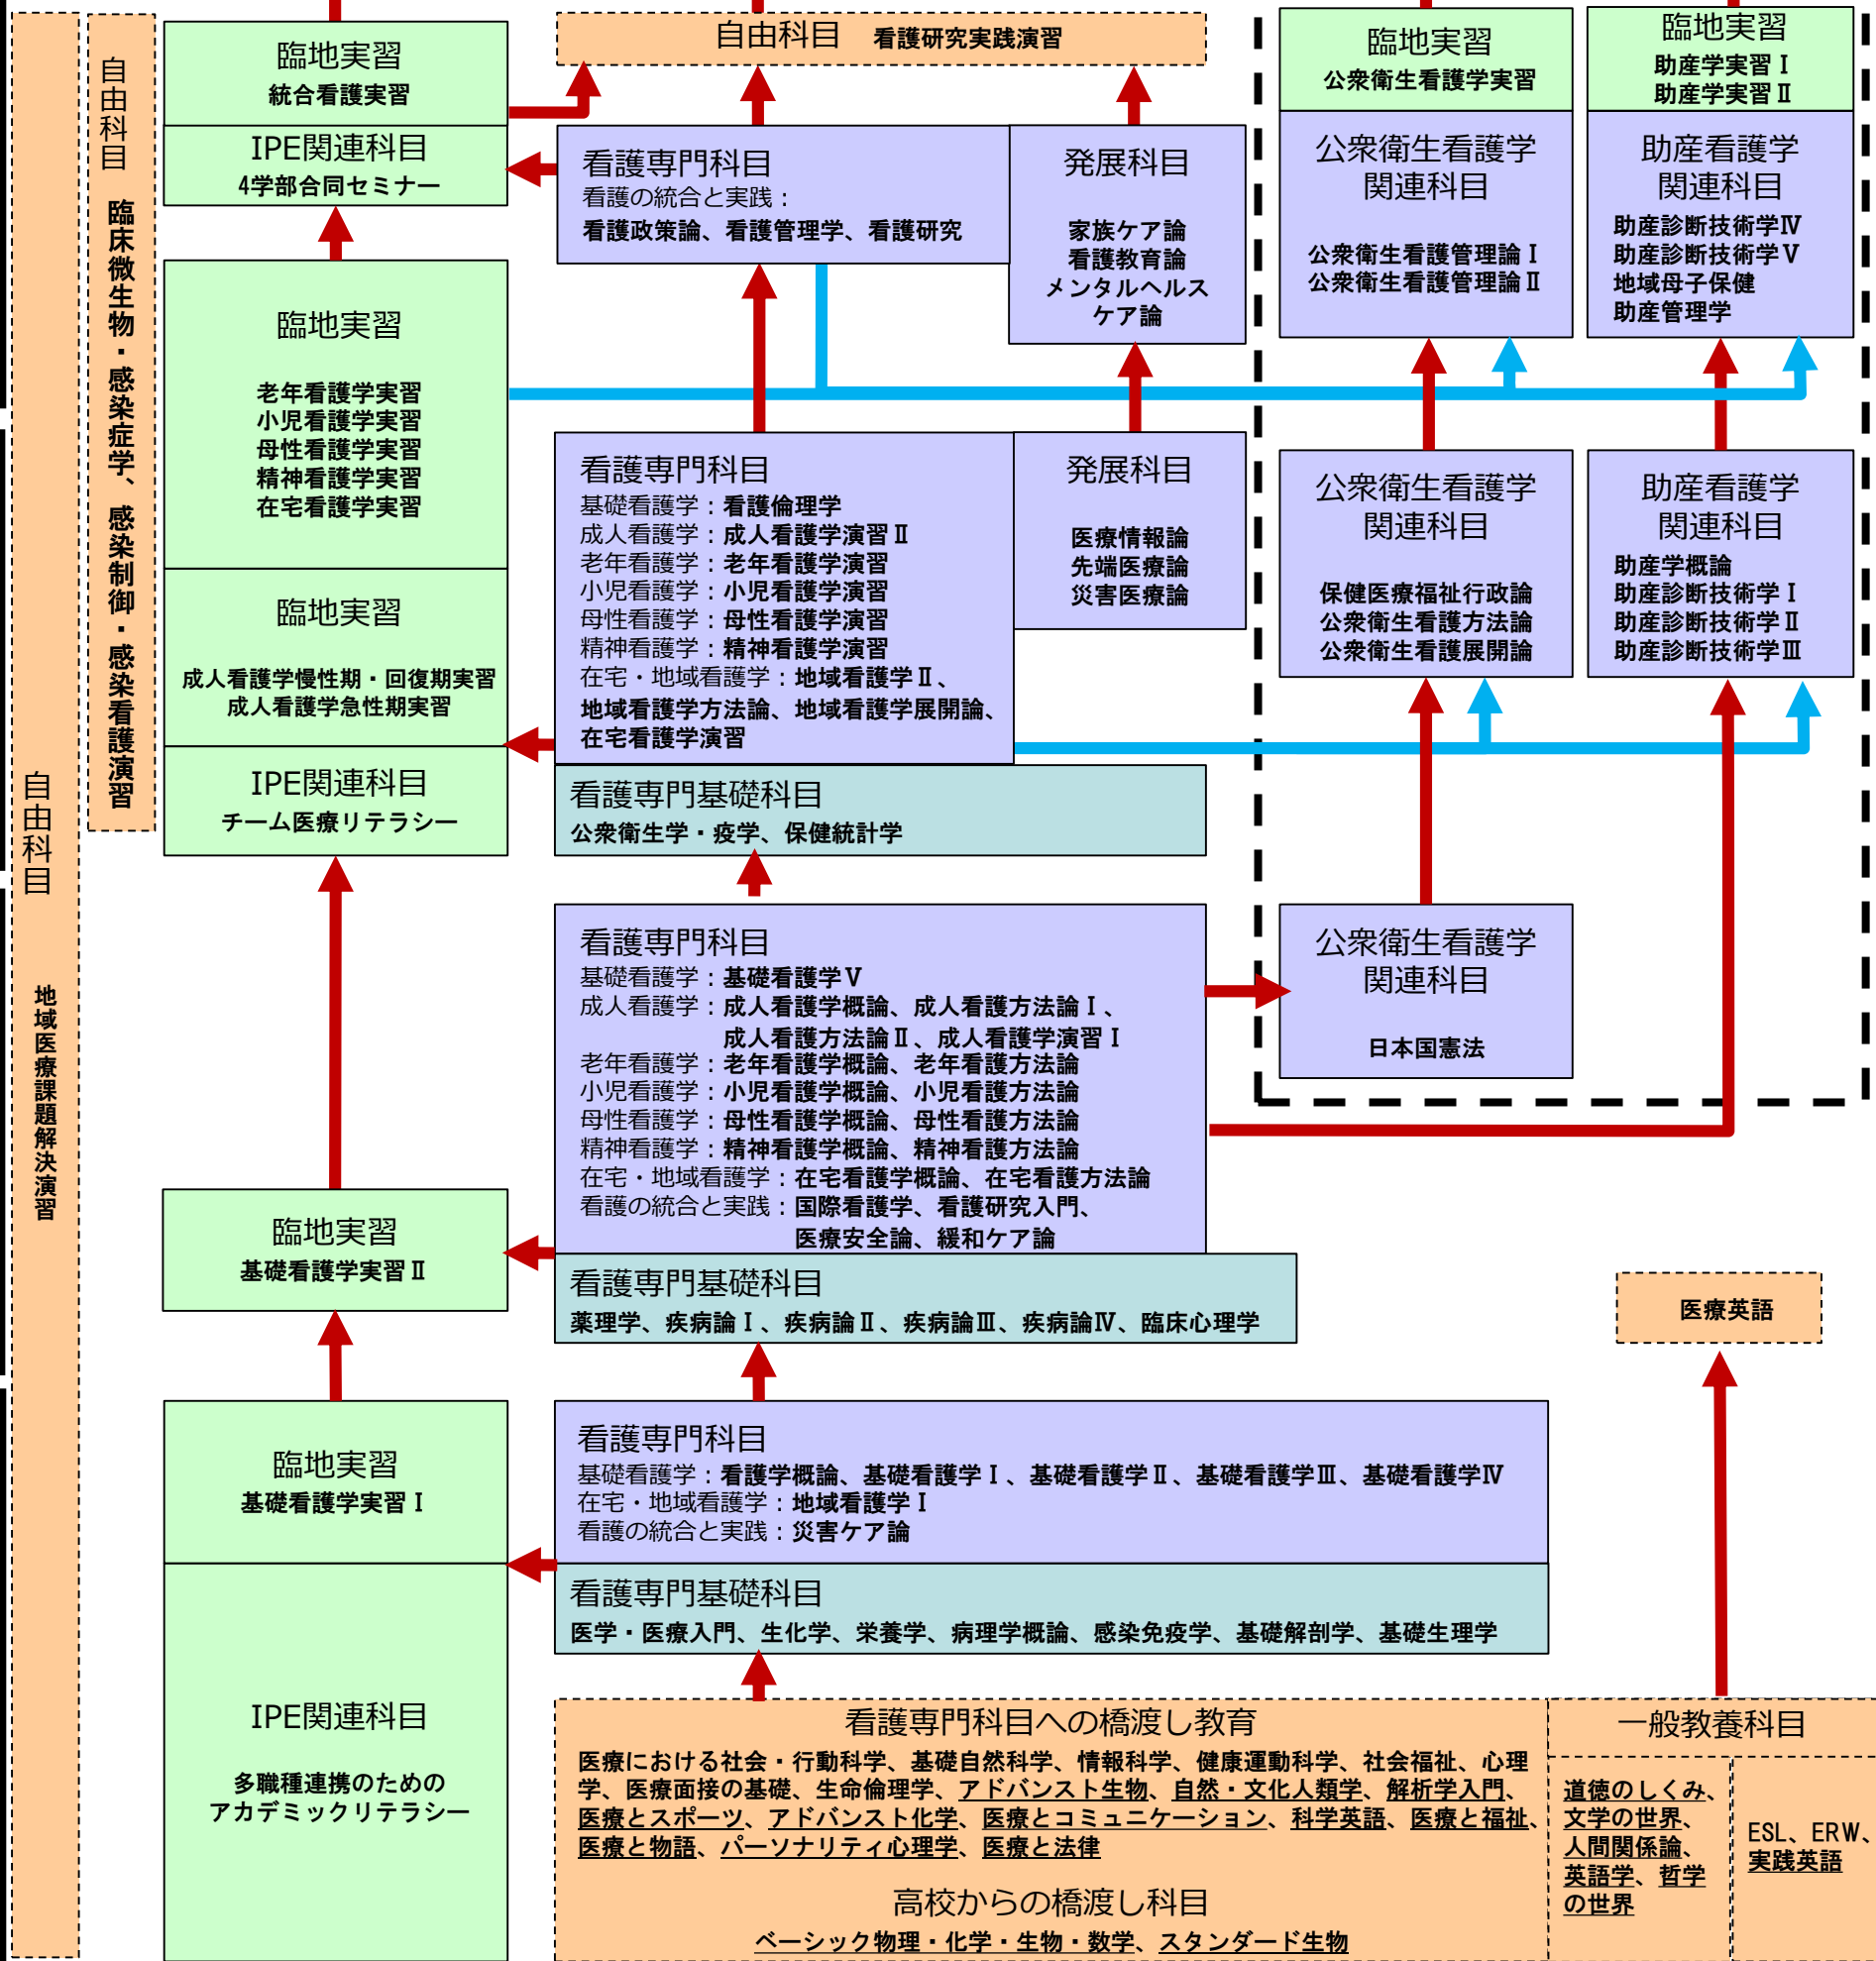 自由科目
地域医療課題解決演習
自由科目
臨床微生物・感染症学、感染制御・感染看護演習
臨地実習
統合看護実習
IPE関連科目
4学部合同セミナー
臨地実習
老年看護学実習
小児看護学実習
母性看護学実習
精神看護学実習
在宅看護学実習
臨地実習
成人看護学慢性期・回復期実習
成人看護学急性期実習
IPE関連科目
チーム医療リテラシー
臨地実習
基礎看護学実習Ⅱ
臨地実習
基礎看護学実習Ⅰ
IPE関連科目
多職種連携のための
アカデミックリテラシー
自由科目 看護研究実践演習
看護専門科目
看護の統合と実践：
看護政策論、看護管理学、看護研究
発展科目
家族ケア論
看護教育論
メンタルヘルス
ケア論
看護専門科目
基礎看護学：看護倫理学
成人看護学：成人看護学演習Ⅱ
老年看護学：老年看護学演習
小児看護学：小児看護学演習
母性看護学：母性看護学演習
精神看護学：精神看護学演習
在宅・地域看護学：地域看護学Ⅱ、
地域看護学方法論、地域看護学展開論、
在宅看護学演習
発展科目
医療情報論
先端医療論
災害医療論
看護専門基礎科目
公衆衛生学・疫学、保健統計学
看護専門科目
基礎看護学：基礎看護学Ⅴ
成人看護学：成人看護学概論、成人看護方法論Ⅰ、
成人看護方法論Ⅱ、成人看護学演習Ⅰ
老年看護学：老年看護学概論、老年看護方法論
小児看護学：小児看護学概論、小児看護方法論
母性看護学：母性看護学概論、母性看護方法論
精神看護学：精神看護学概論、精神看護方法論
在宅・地域看護学：在宅看護学概論、在宅看護方法論
看護の統合と実践：国際看護学、看護研究入門、
医療安全論、緩和ケア論
看護専門基礎科目
薬理学、疾病論Ⅰ、疾病論Ⅱ、疾病論Ⅲ、疾病論Ⅳ、臨床心理学
看護専門科目
基礎看護学：看護学概論、基礎看護学Ⅰ、基礎看護学Ⅱ、基礎看護学Ⅲ、基礎看護学Ⅳ
在宅・地域看護学：地域看護学Ⅰ
看護の統合と実践：災害ケア論
看護専門基礎科目
医学・医療入門、生化学、栄養学、病理学概論、感染免疫学、基礎解剖学、基礎生理学
看護専門科目への橋渡し教育
医療における社会・行動科学、基礎自然科学、情報科学、健康運動科学、社会福祉、心理
学、医療面接の基礎、生命倫理学、アドバンスト生物、自然・文化人類学、解析学入門、
医療とスポーツ、アドバンスト化学、医療とコミュニケーション、科学英語、医療と福祉、
医療と物語、パーソナリティ心理学、医療と法律
高校からの橋渡し科目
ベーシック物理・化学・生物・数学、スタンダード生物
臨地実習
公衆衛生看護学実習
公衆衛生看護学
関連科目
公衆衛生看護管理論Ⅰ
公衆衛生看護管理論Ⅱ
公衆衛生看護学
関連科目
保健医療福祉行政論
公衆衛生看護方法論
公衆衛生看護展開論
公衆衛生看護学
関連科目
日本国憲法
臨地実習
助産学実習Ⅰ
助産学実習Ⅱ
助産看護学
関連科目
助産診断技術学Ⅳ
助産診断技術学Ⅴ
地域母子保健
助産管理学
助産看護学
関連科目
助産学概論
助産診断技術学Ⅰ
助産診断技術学Ⅱ
助産診断技術学Ⅲ
医療英語
一般教養科目
道徳のしくみ、
文学の世界、
人間関係論、
英語学、哲学
の世界
ESL、ERW、
実践英語